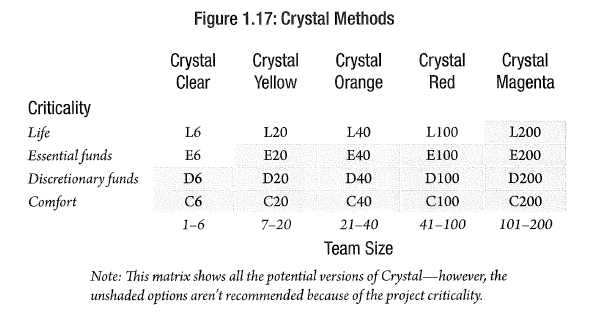 Figure 1.17: Crystal Methods
Crystal Clear Crystal Yellow Crystal Orange Crystal Red Crystal Magenta
Criticality
Life L6 L20 L40 L100 L200
Essential funds E6 E20 E40 E100 E200
Discretionary funds D6 D20 D40 D100 D200
Comfort C6 C20 C40 C100 C200
1–6 7–20 21–40 41–100 101–200
Team Size
Note: This matrix shows all the potential versions of Crystal—however, the
unshaded options aren't recommended because of the project criticality.